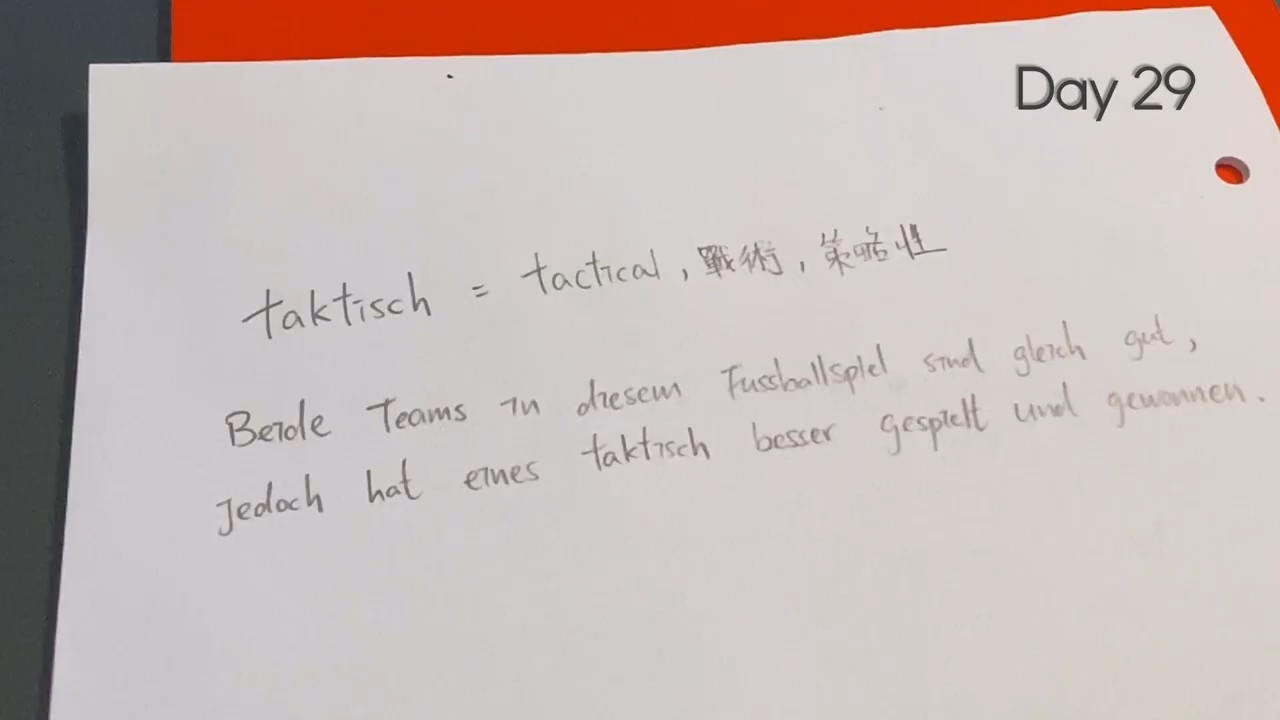 Day 29
taktisch = tactical, 戰術, 策略性
Beide Teams in diesem Fussballspiel sind gleich gut,
Jedoch hat eines taktisch besser gespielt und gewonnen.